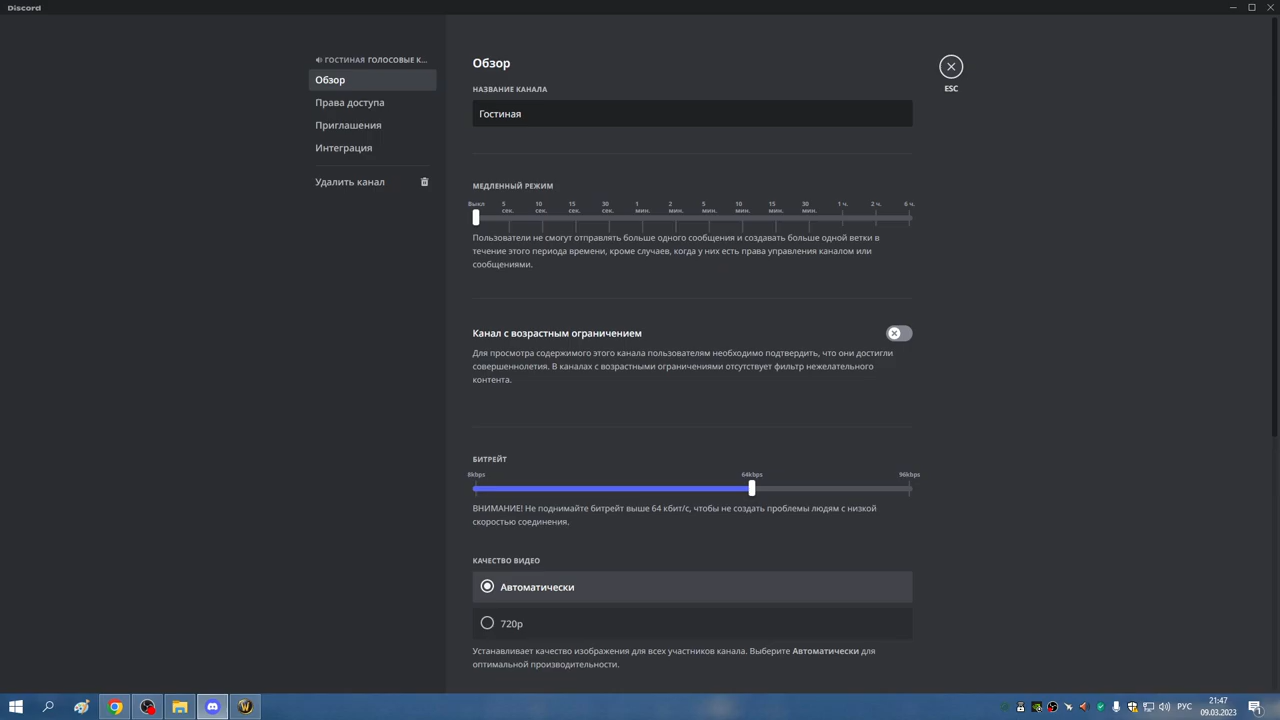 Discord
ГОСТИНАЯ ГОЛОСОВЫЕ К...
Обзор
Права доступа
Приглашения
Интеграция
Удалить канал
Обзор
НАЗВАНИЕ КАНАЛА
Гостиная
ESC
МЕДЛЕННЫЙ РЕЖИМ
Выкл 5 сек. 10 сек. 15 сек. 30 сек. 1 мин. 2 мин. 5 мин. 10 мин. 15 мин. 30 мин. 1 ч. 2 ч. 6 ч.
Пользователи не смогут отправлять больше одного сообщения и создавать больше одной ветки в
течение этого периода времени, кроме случаев, когда у них есть права управления каналом или
сообщениями.
Канал с возрастным ограничением
Для просмотра содержимого этого канала пользователям необходимо подтвердить, что они достигли
совершеннолетия. В каналах с возрастными ограничениями отсутствует фильтр нежелательного
контента.
БИТРЕЙТ
8kbps 64kbps 96kbps
ВНИМАНИЕ! Не поднимайте битрейт выше 64 кбит/с, чтобы не создать проблемы людям с низкой
скоростью соединения.
КАЧЕСТВО ВИДЕО
Автоматически
720p
Устанавливает качество изображения для всех участников канала. Выберите Автоматически для
оптимальной производительности.
РУС
21:47
09.03.2023